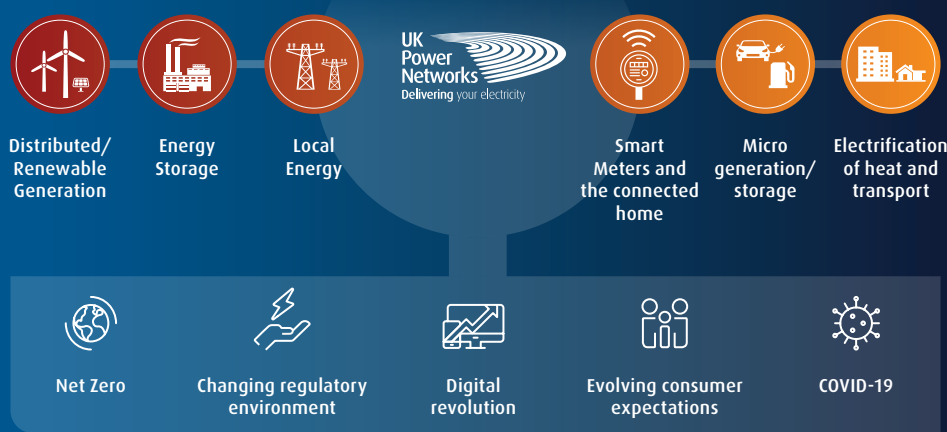 UK
Power
Networks
Delivering your electricity
Distributed/
Renewable
Generation
Energy
Storage
Local
Energy
Smart
Meters and
the connected
home
Micro
generation/
storage
Electrification
of heat and
transport
Net Zero
Changing regulatory
environment
Digital
revolution
Evolving consumer
expectations
COVID-19